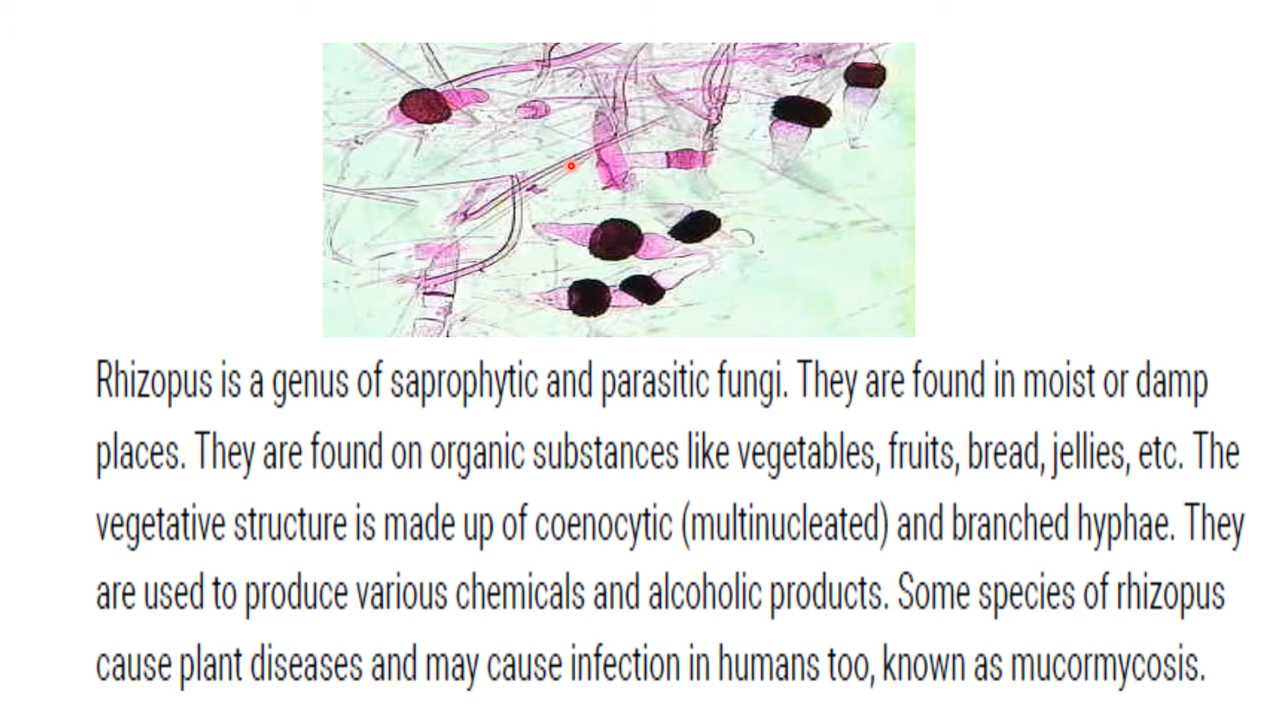 Rhizopus is a genus of saprophytic and parasitic fungi. They are found in moist or damp
places. They are found on organic substances like vegetables, fruits, bread, jellies, etc. The
vegetative structure is made up of coenocytic (multinucleated) and branched hyphae. They
are used to produce various chemicals and alcoholic products. Some species of rhizopus
cause plant diseases and may cause infection in humans too, known as mucormycosis.